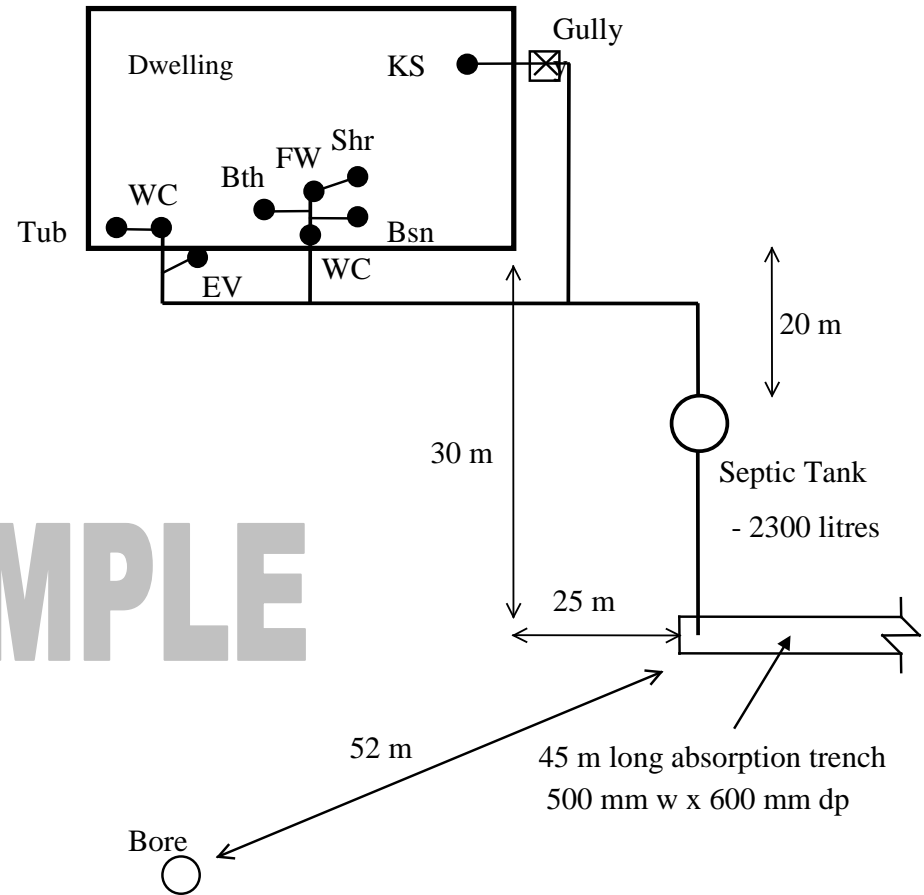 Gully
Dwelling
KS
Shr
FW
Bth
WC
Tub
Bsn
EV
WC
20 m
30 m
Septic Tank
- 2300 litres
MPLE
25 m
52 m
45 m long absorption trench
500 mm w x 600 mm dp
Bore